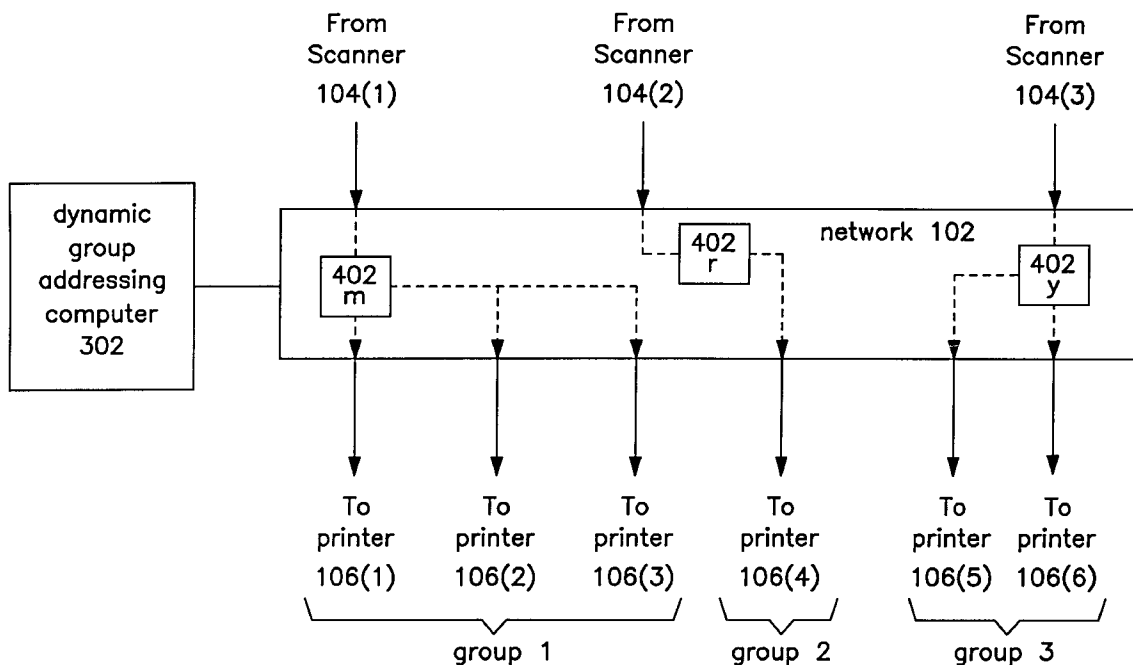 From
Scanner
104(1)
From
Scanner
104(2)
From
Scanner
104(3)
dynamic
group
addressing
computer
302
network 102
402
m
402
r
402
y
To
printer
106(1)
To
printer
106(2)
To
printer
106(3)
To
printer
106(4)
To
printer
106(5)
To
printer
106(6)
group 1
group 2
group 3